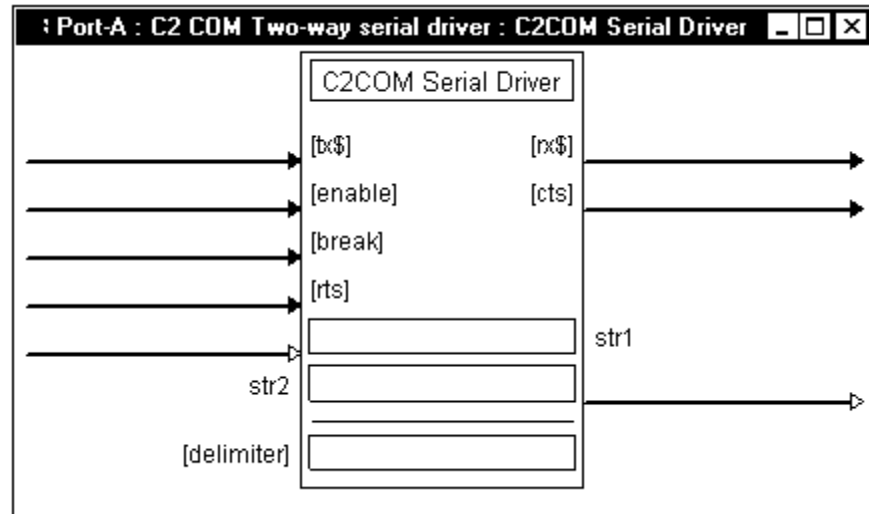 : Port-A : C2 COM Two-way serial driver : C2COM Serial Driver
C2COM Serial Driver
[tx$] [rx$]
[enable] [cts]
[break]
[rts]
str1
str2
[delimiter]